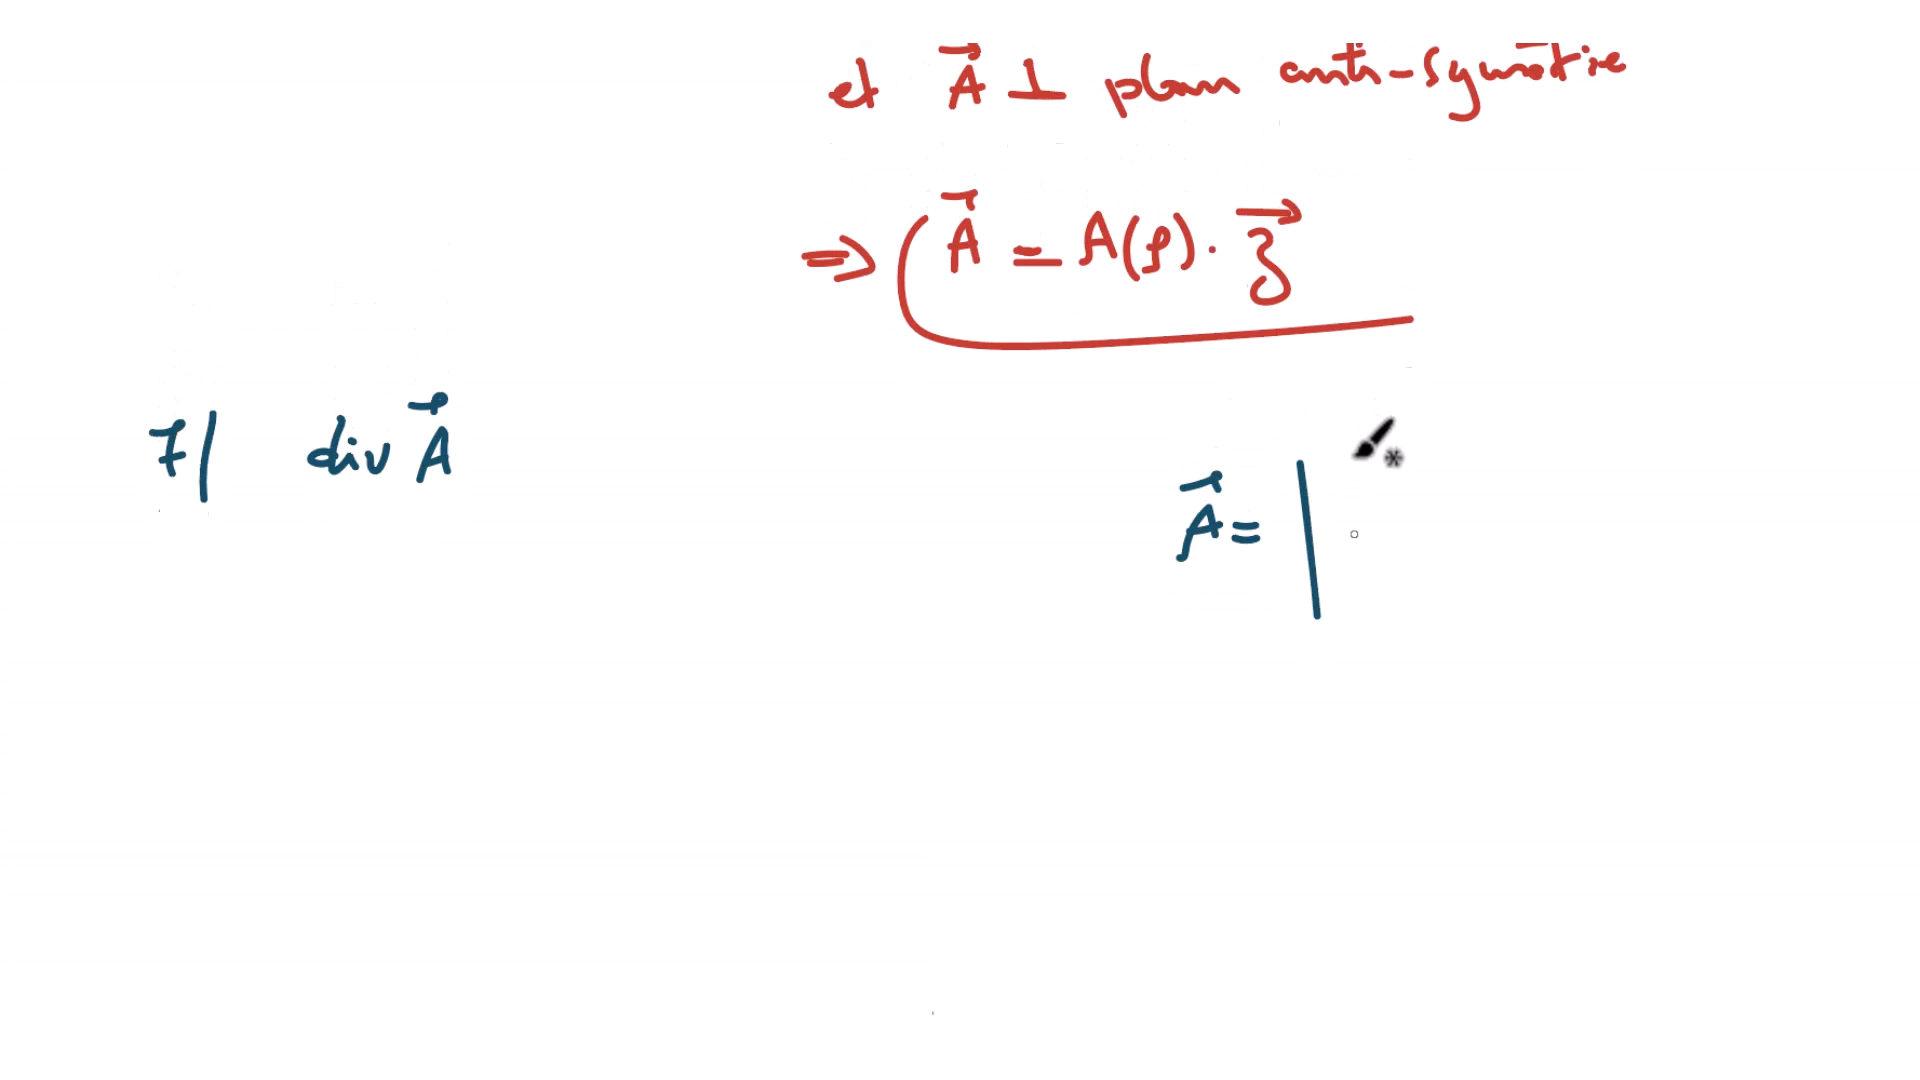 et A⃗ ⊥ plan anti-symétrie
⇒ A⃗ = A(ρ) · z⃗
7| div A⃗
A⃗ = |